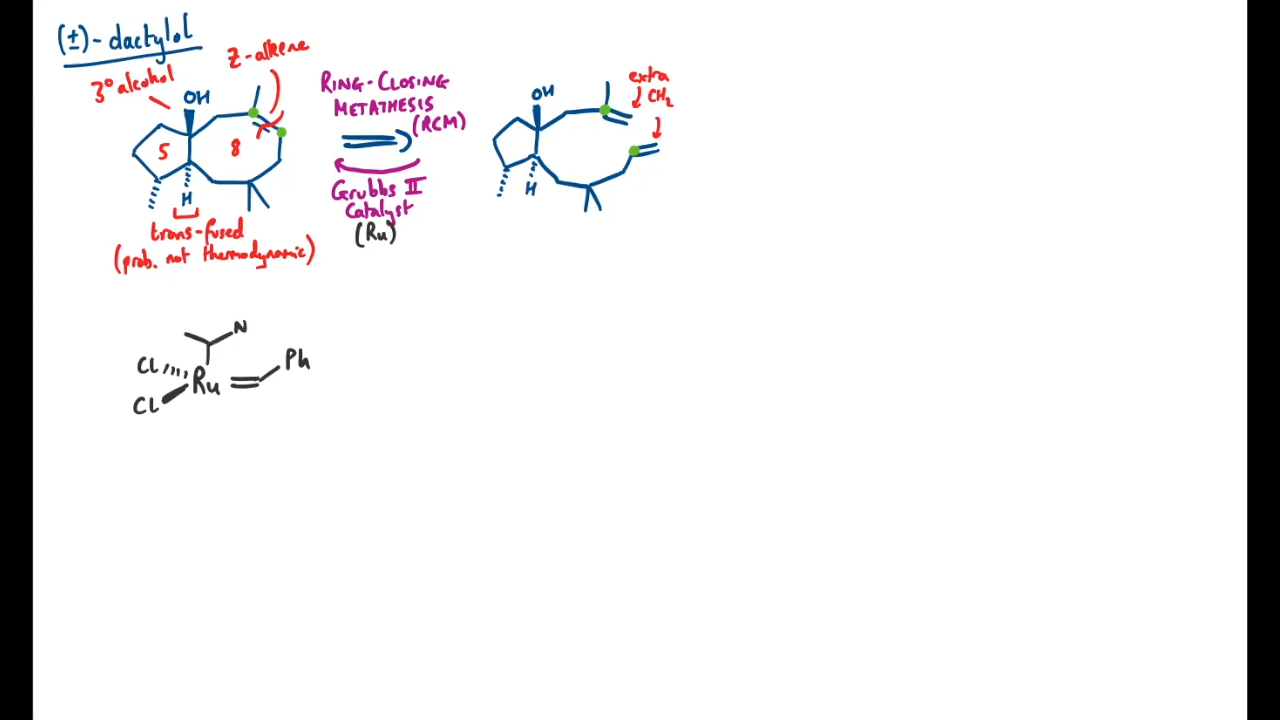 (±)-dactylol
3° alcohol
Z-alkene
OH
5
8
H
trans-fused
(prob. not thermodynamic)
RING-CLOSING
METATHESIS
(RCM)
Grubbs II
Catalyst
(Ru)
OH
H
extra
CH2
N
Cl
Ru
Ph
Cl